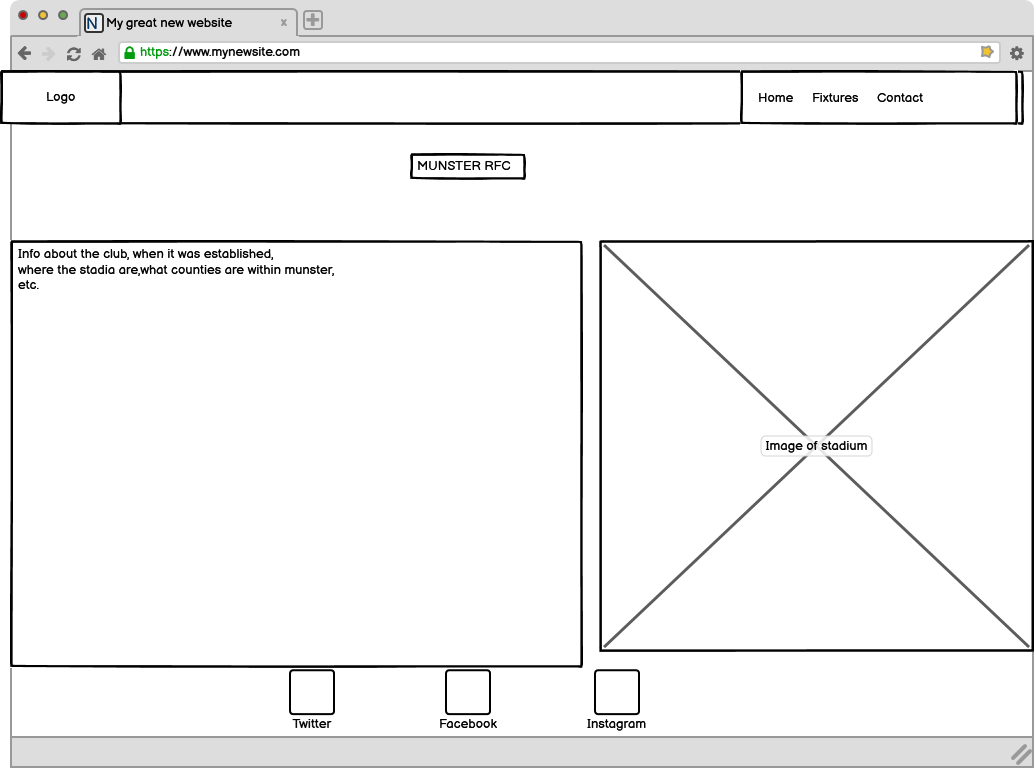 My great new website
https://www.mynewsite.com
Logo
Home Fixtures Contact
MUNSTER RFC
Info about the club, when it was established,
where the stadia are,what counties are within munster,
etc.
Image of stadium
Twitter Facebook Instagram